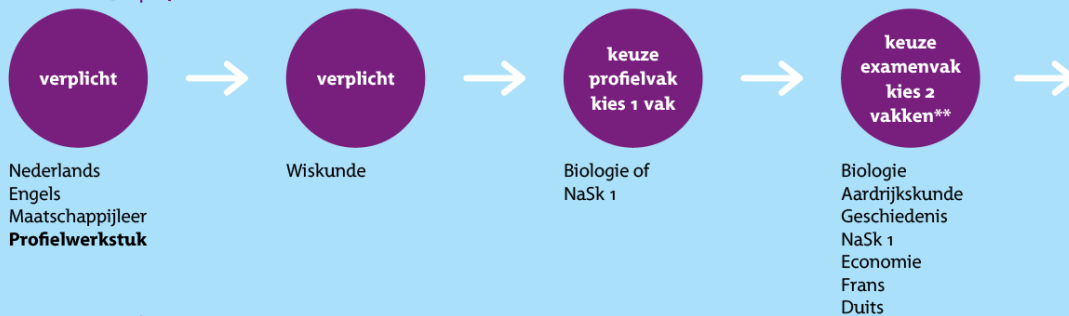 verplicht
Nederlands
Engels
Maatschappijleer
Profielwerkstuk
verplicht
Wiskunde
keuze
profielvak
kies 1 vak
Biologie of
NaSk 1
keuze
examenvak
kies 2
vakken**
Biologie
Aardrijkskunde
Geschiedenis
NaSk 1
Economie
Frans
Duits